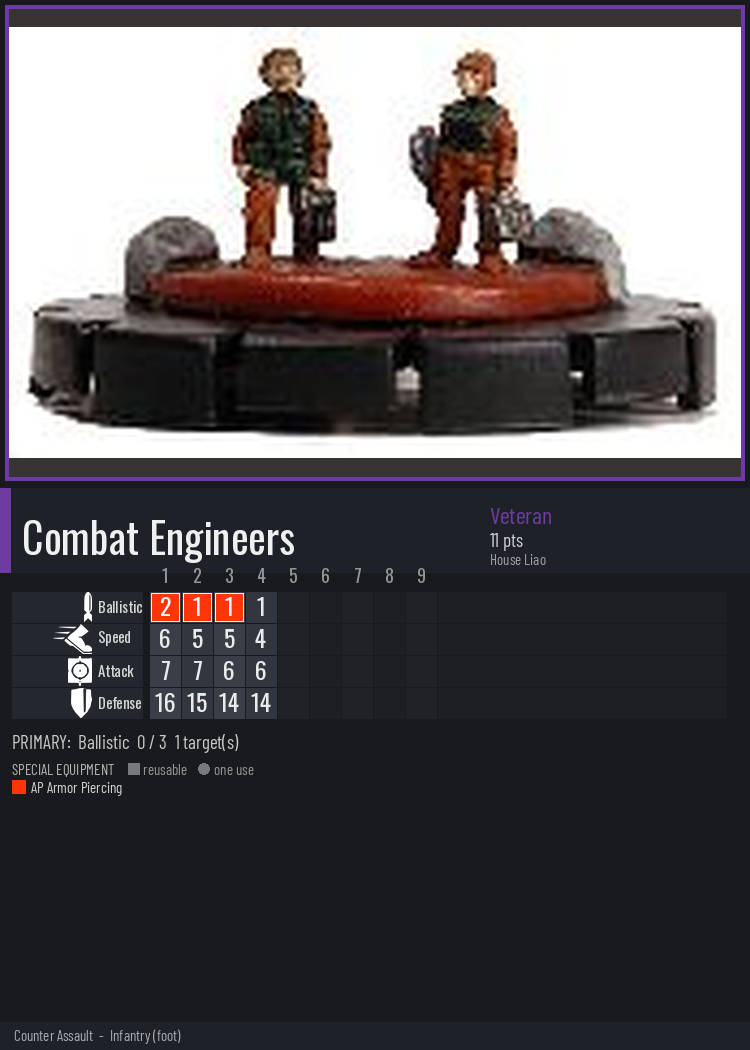 Combat Engineers
Veteran
11 pts
House Liao
1 2 3 4 5 6 7 8 9
Ballistic 2 1 1 1
Speed 6 5 5 4
Attack 7 7 6 6
Defense 16 15 14 14
PRIMARY: Ballistic 0 / 3 1 target(s)
SPECIAL EQUIPMENT reusable one use
AP Armor Piercing
Counter Assault - Infantry (foot)